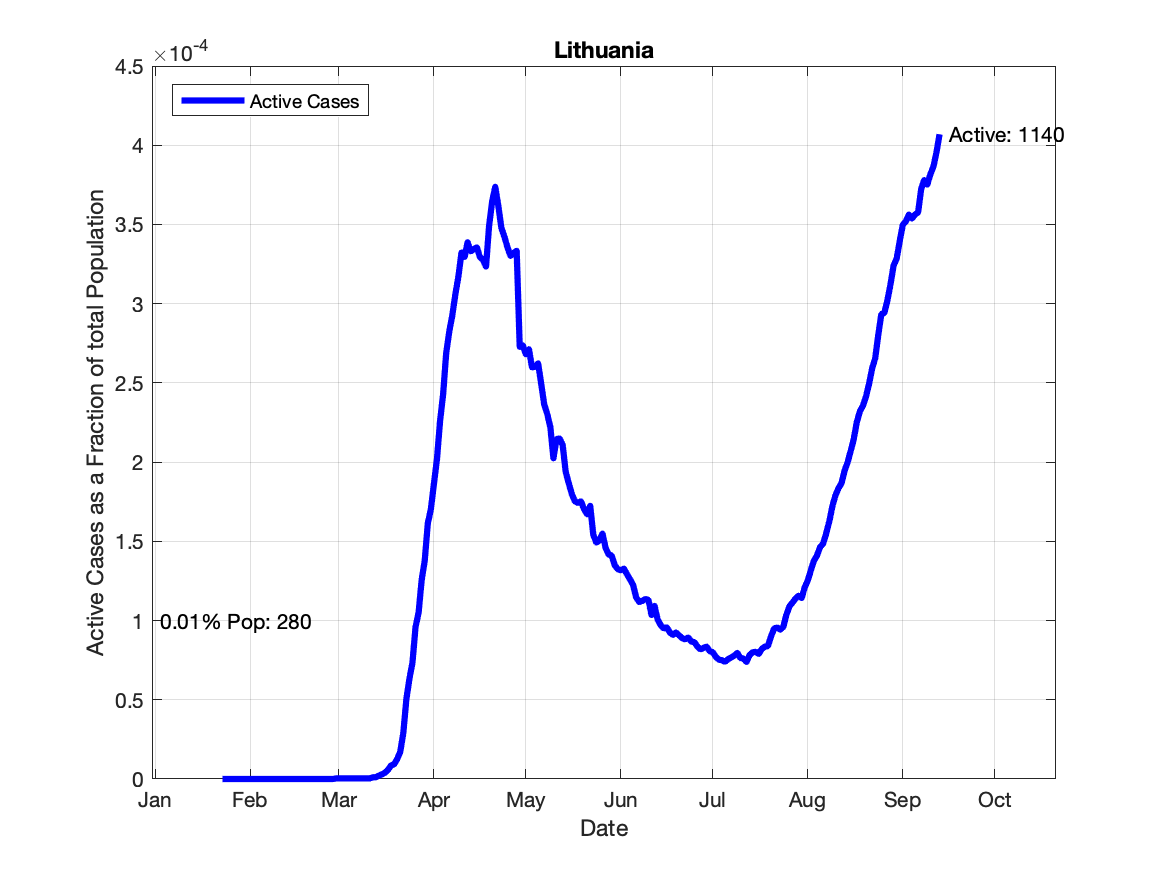 Lithuania
×10-4
4.5
4
3.5
3
2.5
2
1.5
1
0.5
0
Active Cases
Active: 1140
0.01% Pop: 280
Active Cases as a Fraction of total Population
Jan Feb Mar Apr May Jun Jul Aug Sep Oct
Date